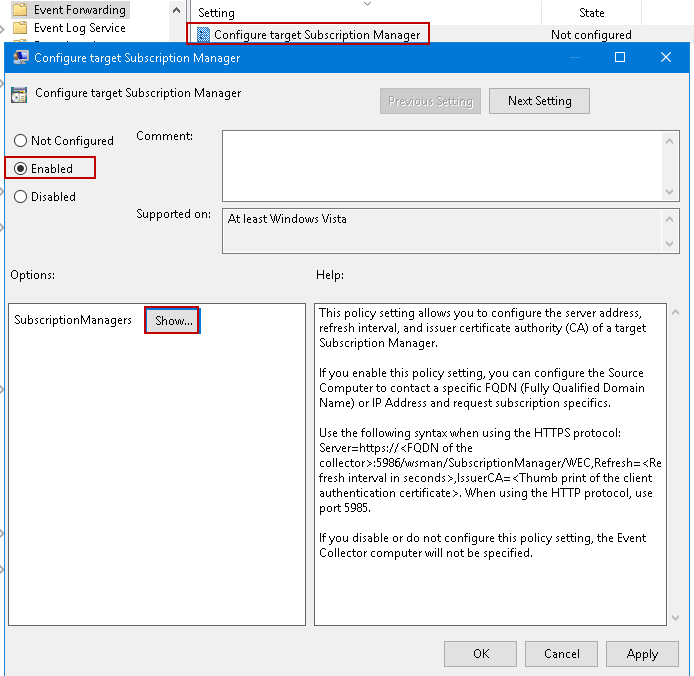 Event Forwarding
Setting
State
Event Log Service
Configure target Subscription Manager
Not configured
Configure target Subscription Manager
Configure target Subscription Manager
Previous Setting
Next Setting
Not Configured
Comment:
Enabled
Disabled
Supported on:
At least Windows Vista
Options:
Help:
SubscriptionManagers
Show...
This policy setting allows you to configure the server address,
refresh interval, and issuer certificate authority (CA) of a target
Subscription Manager.
If you enable this policy setting, you can configure the Source
Computer to contact a specific FQDN (Fully Qualified Domain
Name) or IP Address and request subscription specifics.
Use the following syntax when using the HTTPS protocol:
Server=https://<FQDN of the
collector>:5986/wsman/SubscriptionManager/WEC,Refresh=<Re
fresh interval in seconds>,IssuerCA=<Thumb print of the client
authentication certificate>. When using the HTTP protocol, use
port 5985.
If you disable or do not configure this policy setting, the Event
Collector computer will not be specified.
OK
Cancel
Apply